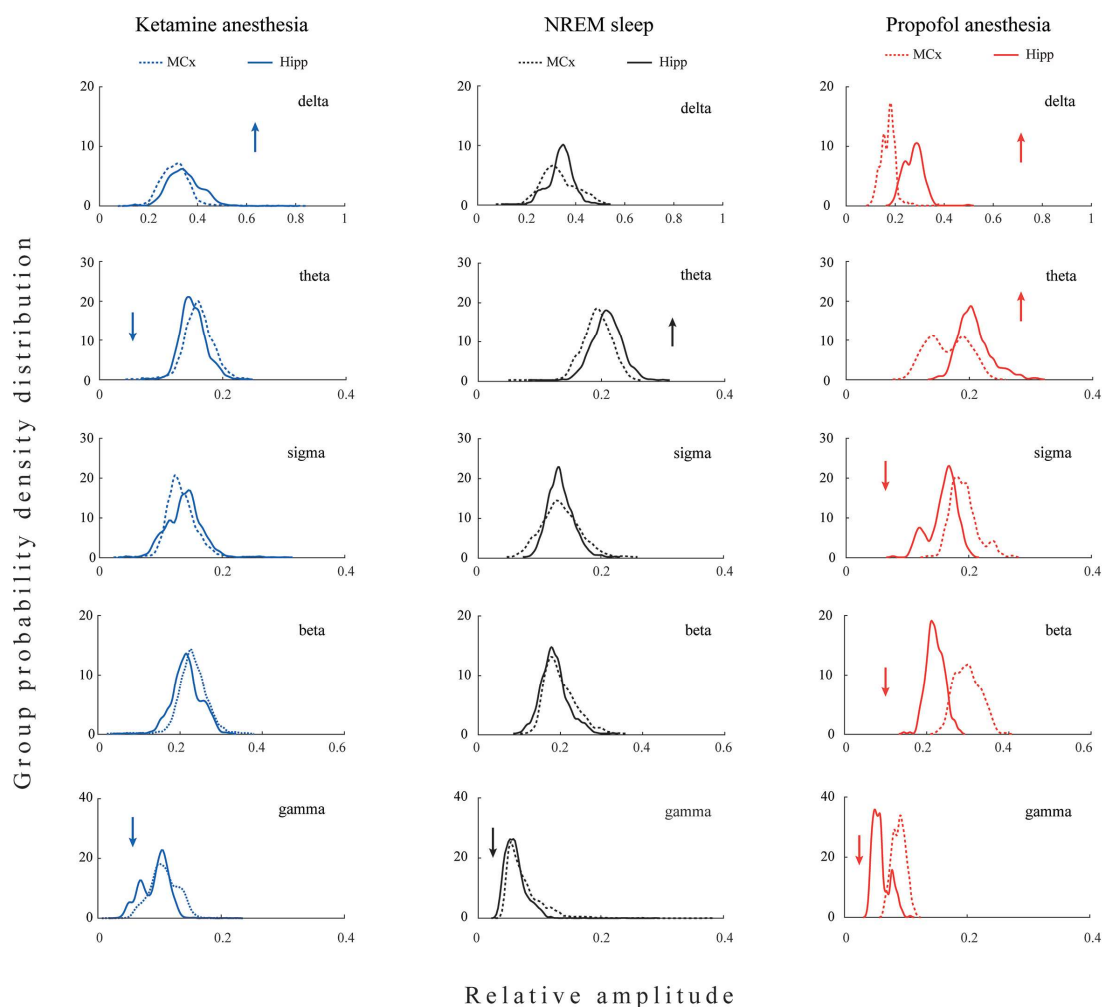 Ketamine anesthesia NREM sleep Propofol anesthesia
MCx Hipp MCx Hipp MCx Hipp
Group probability density distribution
20 delta 20 delta 20 delta
10 10 10
0 0 0
0 0.2 0.4 0.6 0.8 1 0 0.2 0.4 0.6 0.8 1 0 0.2 0.4 0.6 0.8 1
30 theta 30 theta 30 theta
20 20 20
10 10 10
0 0 0
0 0.2 0.4 0 0.2 0.4 0 0.2 0.4
30 sigma 30 sigma 30 sigma
20 20 20
10 10 10
0 0 0
0 0.2 0.4 0 0.2 0.4 0 0.2 0.4
20 beta 20 beta 20 beta
10 10 10
0 0 0
0 0.2 0.4 0.6 0 0.2 0.4 0.6 0 0.2 0.4 0.6
40 gamma 40 gamma 40 gamma
20 20 20
0 0 0
0 0.2 0.4 0 0.2 0.4 0 0.2 0.4
Relative amplitude